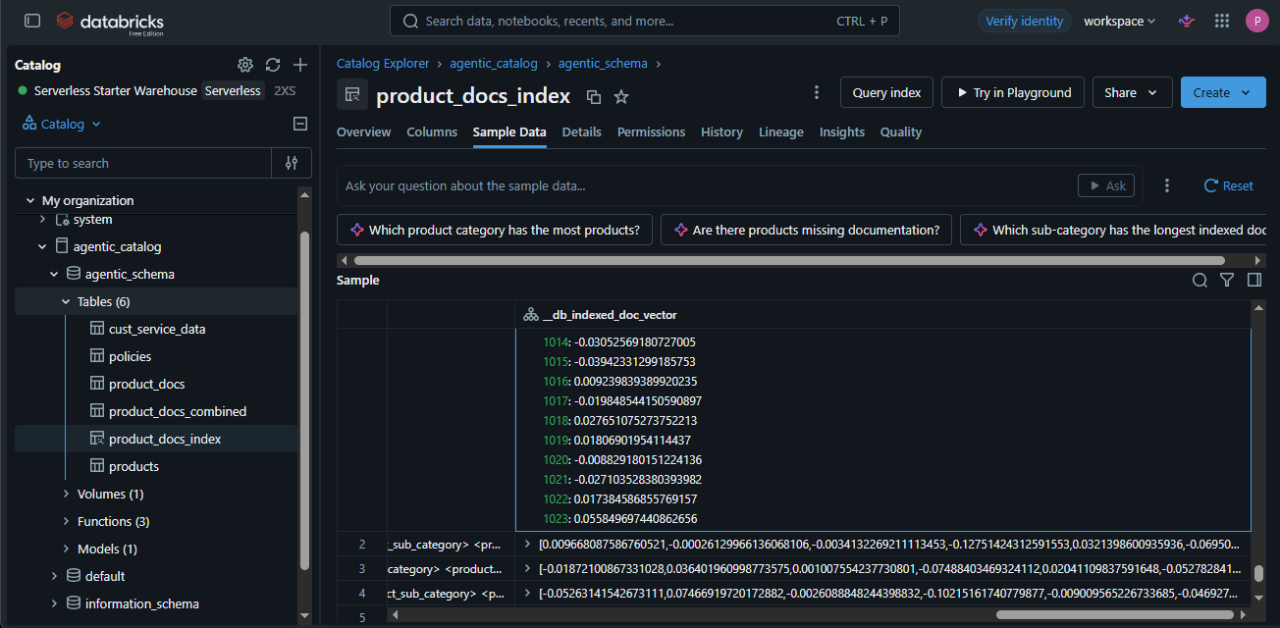 databricks
Free Edition
Search data, notebooks, recents, and more...
CTRL + P
Verify identity
workspace
P
Catalog
Serverless Starter Warehouse Serverless 2XS
Catalog
Type to search
My organization
system
agentic_catalog
agentic_schema
Tables (6)
cust_service_data
policies
product_docs
product_docs_combined
product_docs_index
products
Volumes (1)
Functions (3)
Models (1)
default
information_schema
Catalog Explorer > agentic_catalog > agentic_schema >
product_docs_index
Query index
Try in Playground
Share
Create
Overview Columns Sample Data Details Permissions History Lineage Insights Quality
Ask your question about the sample data...
Ask
Reset
Which product category has the most products?
Are there products missing documentation?
Which sub-category has the longest indexed doc
Sample
__db_indexed_doc_vector
1014: -0.03052569180727005
1015: -0.03942331299185753
1016: 0.009239839389920235
1017: -0.019848544150590897
1018: 0.027651075273752213
1019: 0.01806901954114437
1020: -0.008829180151224136
1021: -0.027103528380393982
1022: 0.017384586855769157
1023: 0.055849697440862656
2 :_sub_category> <pr... [0.009668087586760521,-0.00026129966136068106,-0.0034132269211113453,-0.12751424312591553,0.0321398600935936,-0.06950...
3 category> <product... [-0.01872100867331028,0.036401960998773575,0.001007554237730801,-0.07488403469324112,0.02041109837591648,-0.052782841...
4 ct_sub_category> <p... [-0.05263141542673111,0.07466919720172882,-0.0026088848244398832,-0.10215161740779877,-0.009009565226733685,-0.046927...
5